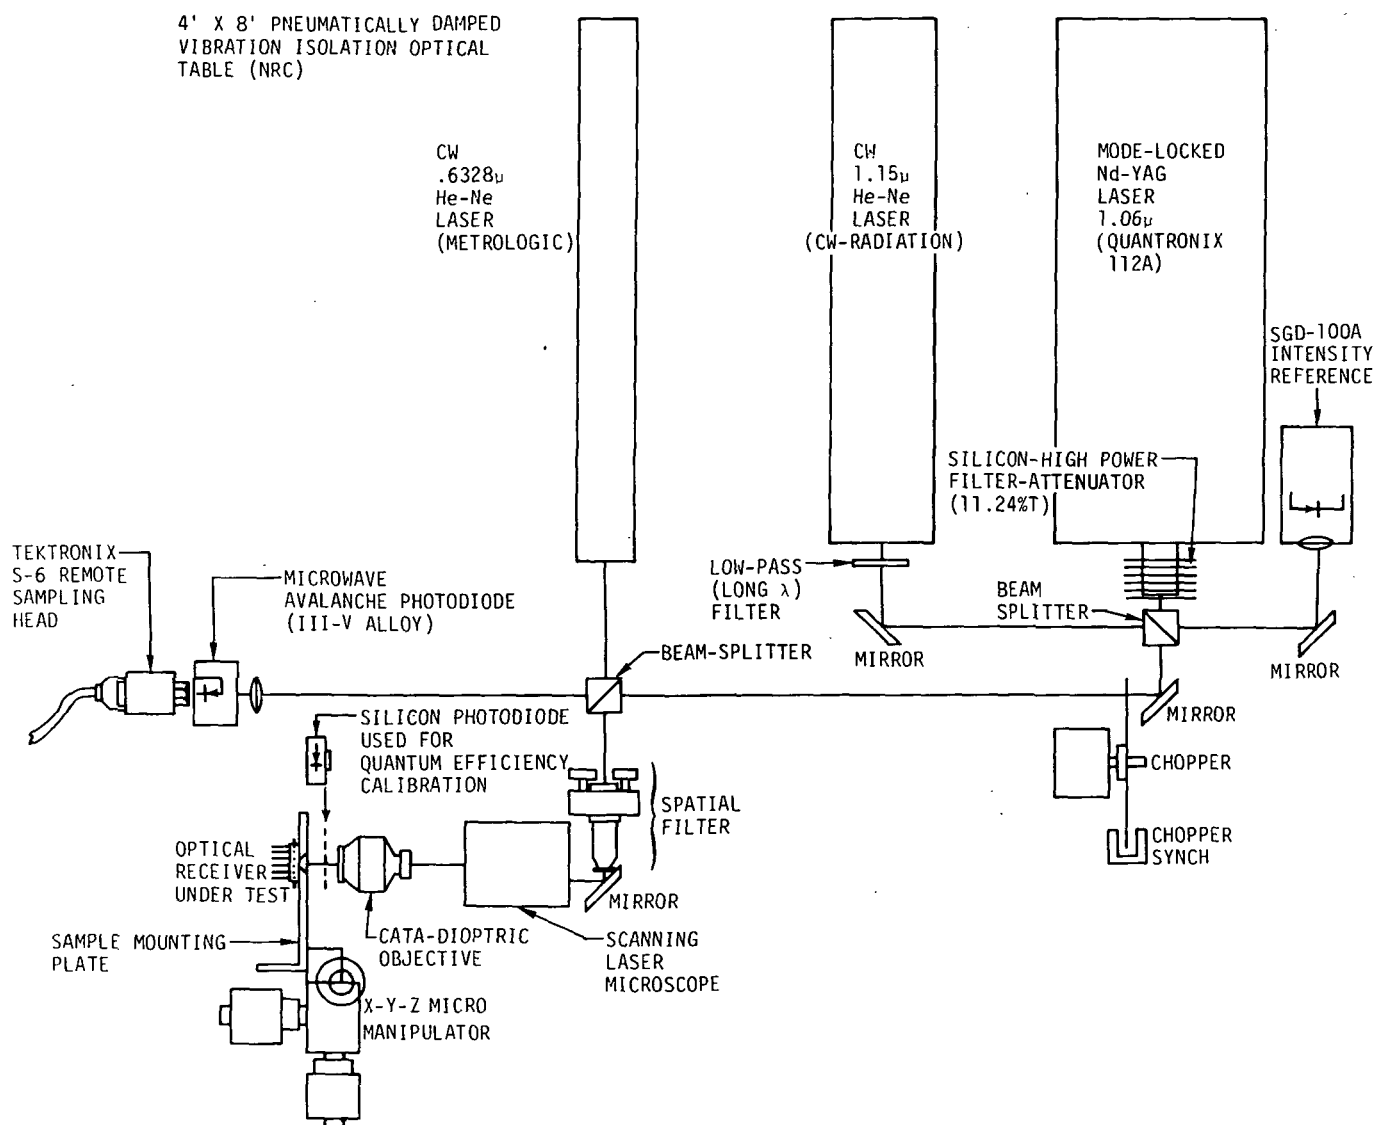 4' X 8' PNEUMATICALLY DAMPED
VIBRATION ISOLATION OPTICAL
TABLE (NRC)
CW
.6328μ
He-Ne
LASER
(METROLOGIC)
CW
1.15μ
He-Ne
LASER
(CW-RADIATION)
MODE-LOCKED
Nd-YAG
LASER
1.06μ
(QUANTRONIX
112A)
SGD-100A
INTENSITY
REFERENCE
SILICON-HIGH POWER
FILTER-ATTENUATOR
(11.24%T)
TEKTRONIX
S-6 REMOTE
SAMPLING
HEAD
MICROWAVE
AVALANCHE PHOTODIODE
(III-V ALLOY)
LOW-PASS
(LONG λ)
FILTER
BEAM
SPLITTER
MIRROR
MIRROR
BEAM-SPLITTER
MIRROR
SILICON PHOTODIODE
USED FOR
QUANTUM EFFICIENCY
CALIBRATION
CHOPPER
SPATIAL
FILTER
CHOPPER
SYNCH
OPTICAL
RECEIVER
UNDER TEST
MIRROR
SAMPLE MOUNTING
PLATE
CATA-DIOPTRIC
OBJECTIVE
SCANNING
LASER
MICROSCOPE
X-Y-Z MICRO
MANIPULATOR